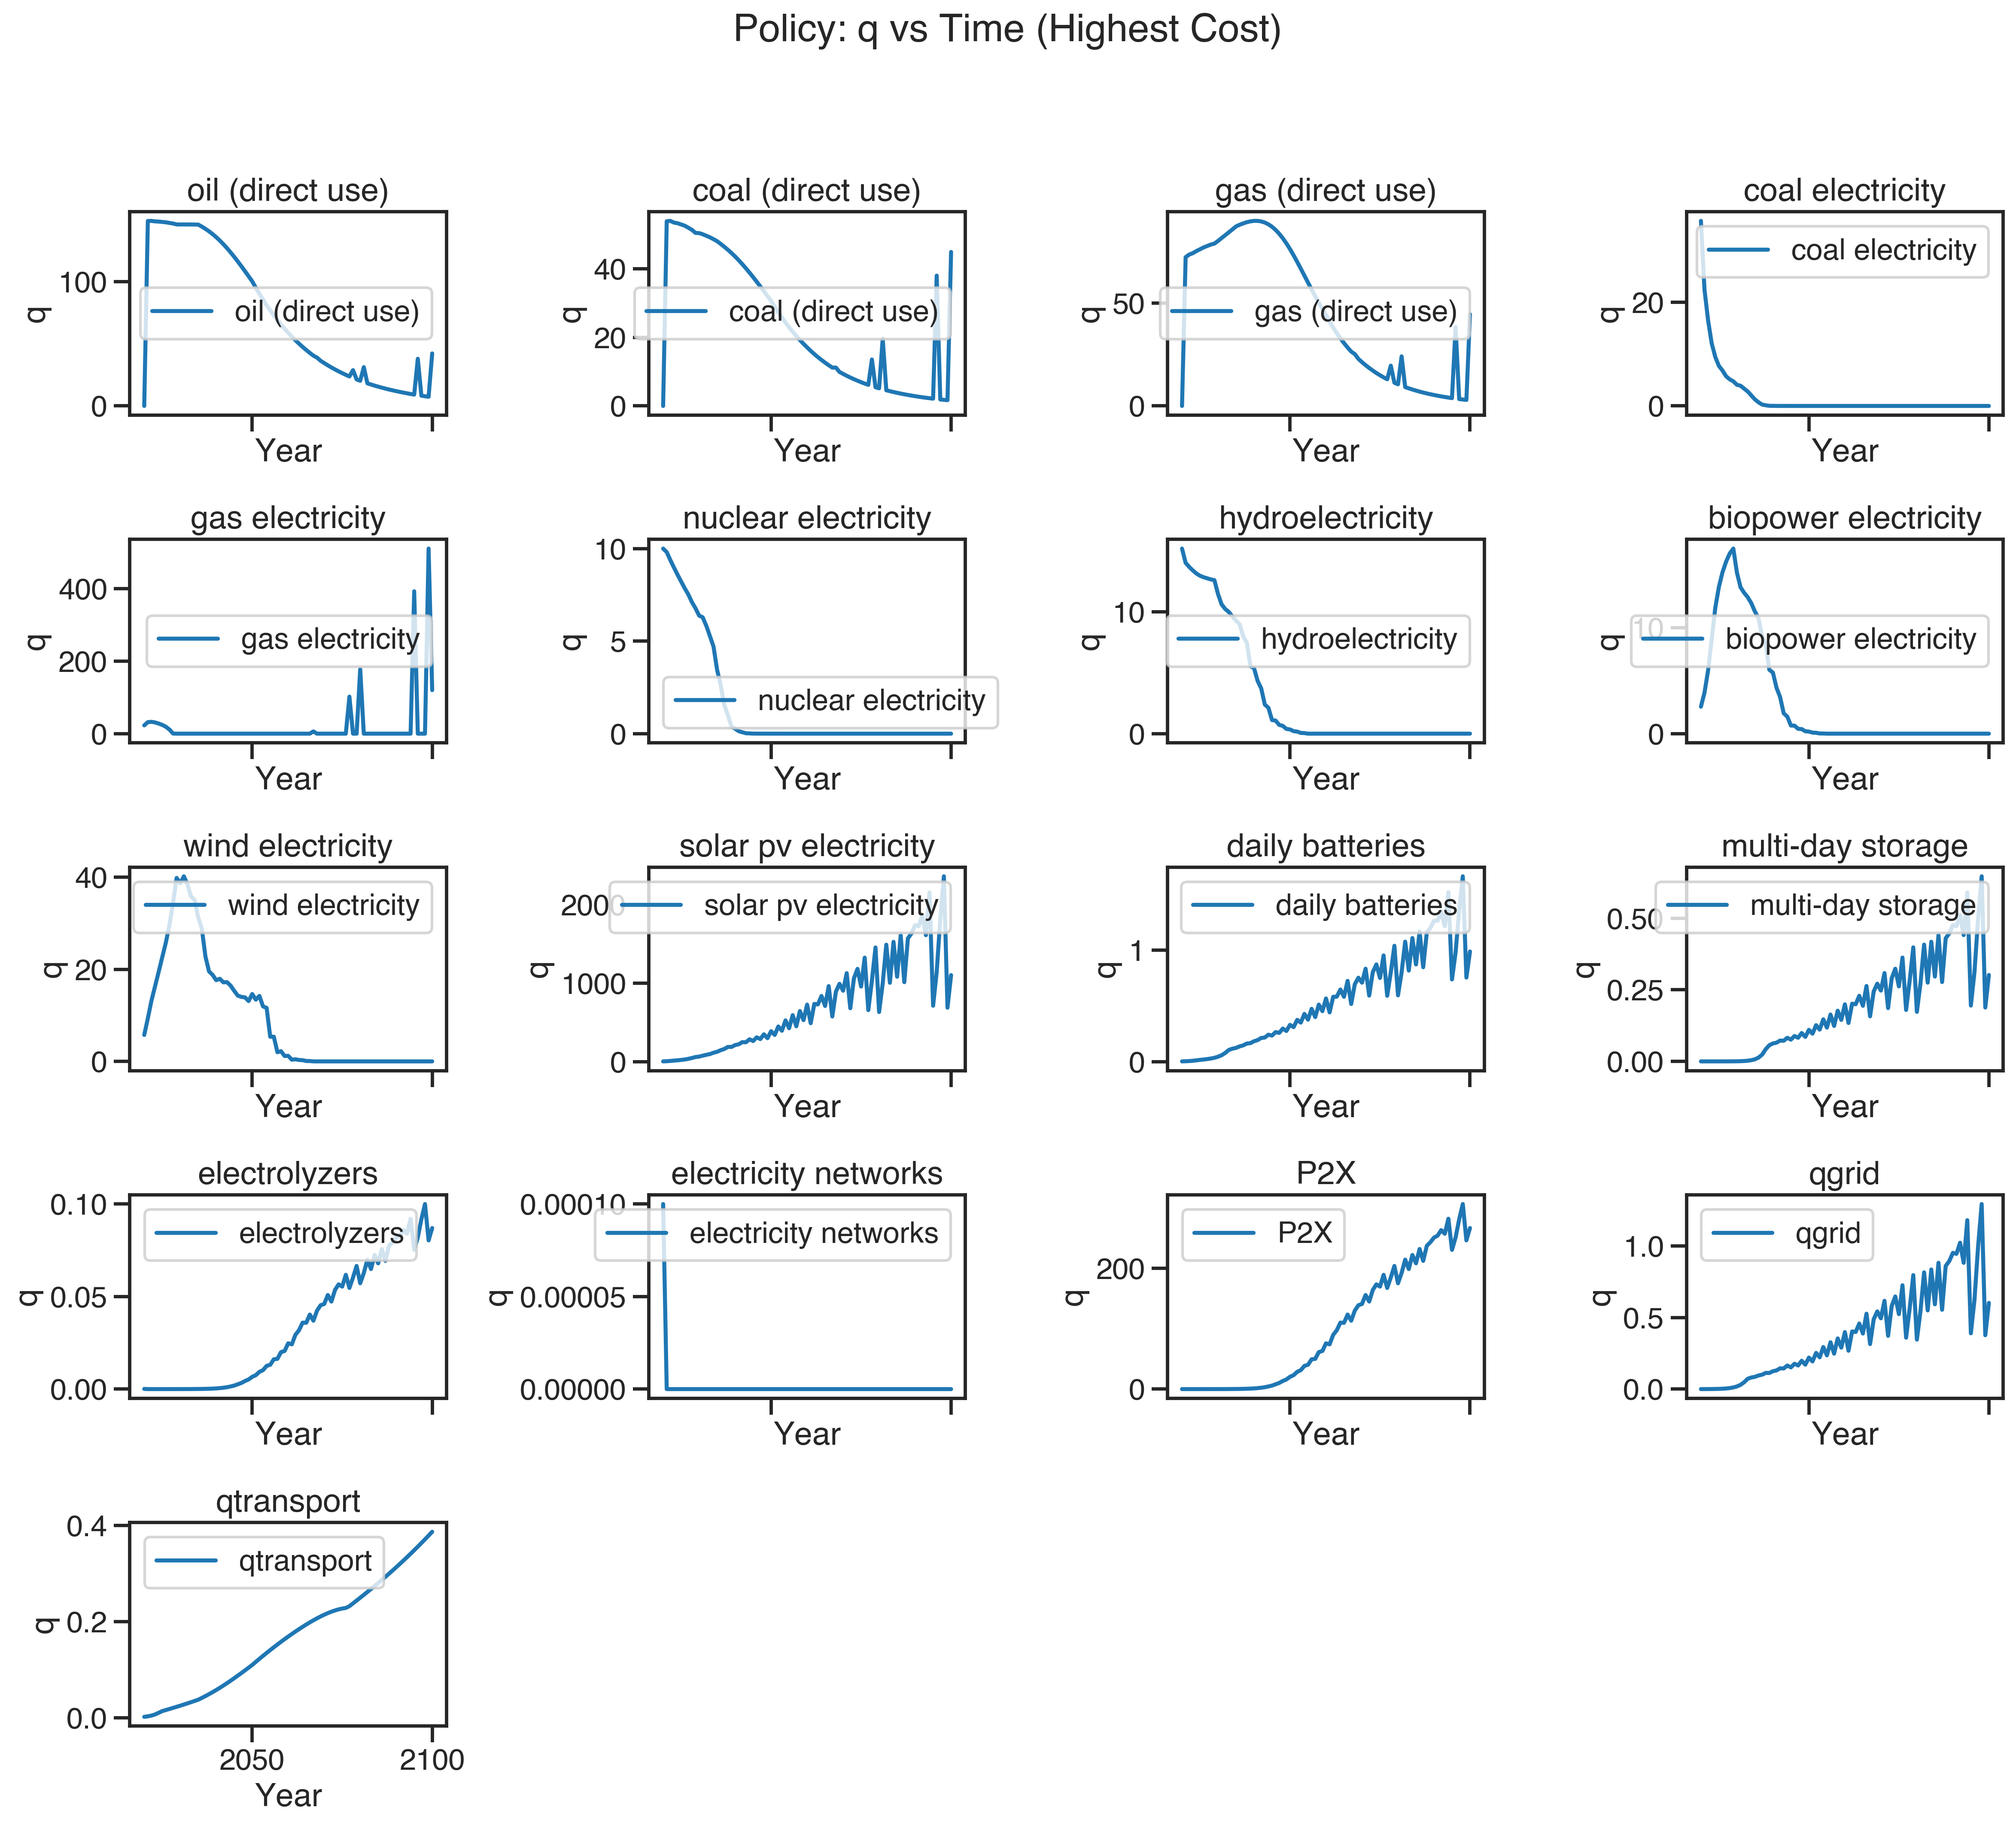 Policy: q vs Time (Highest Cost)
oil (direct use)
100
0
q
oil (direct use)
Year
coal (direct use)
40
20
0
q
coal (direct use)
Year
gas (direct use)
50
0
q
gas (direct use)
Year
coal electricity
20
0
q
coal electricity
Year
gas electricity
400
200
0
q
gas electricity
Year
nuclear electricity
10
5
0
q
nuclear electricity
Year
hydroelectricity
10
0
q
hydroelectricity
Year
biopower electricity
10
0
q
biopower electricity
Year
wind electricity
40
20
0
q
wind electricity
Year
solar pv electricity
2000
1000
0
q
solar pv electricity
Year
daily batteries
1
0
q
daily batteries
Year
multi-day storage
0.50
0.25
0.00
q
multi-day storage
Year
electrolyzers
0.10
0.05
0.00
q
electrolyzers
Year
electricity networks
0.00010
0.00005
0.00000
q
electricity networks
Year
P2X
200
0
q
P2X
Year
qgrid
1.0
0.5
0.0
q
qgrid
Year
qtransport
0.4
0.2
0.0
q
qtransport
2050 2100
Year